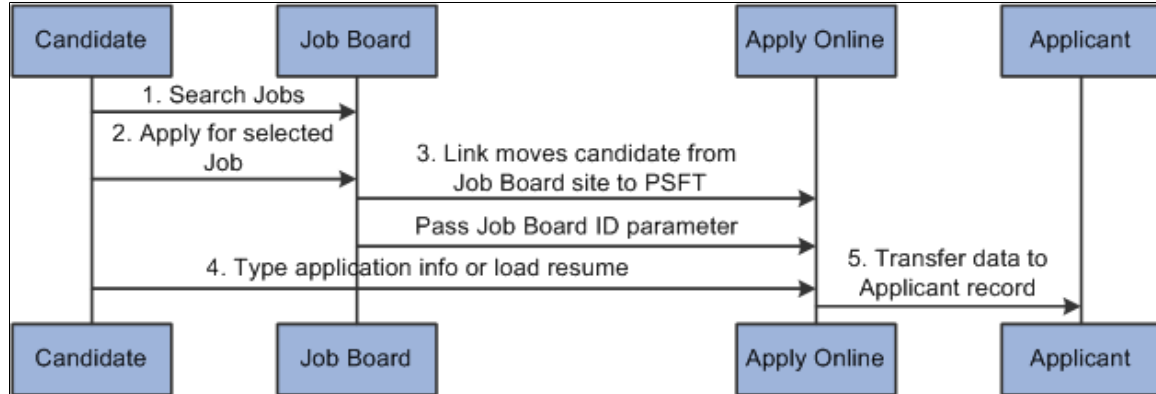 Candidate
Job Board
Apply Online
Applicant
1. Search Jobs
2. Apply for selected
Job
3. Link moves candidate from
Job Board site to PSFT
Pass Job Board ID parameter
4. Type application info or load resume
5. Transfer data to
Applicant record
Candidate
Job Board
Apply Online
Applicant